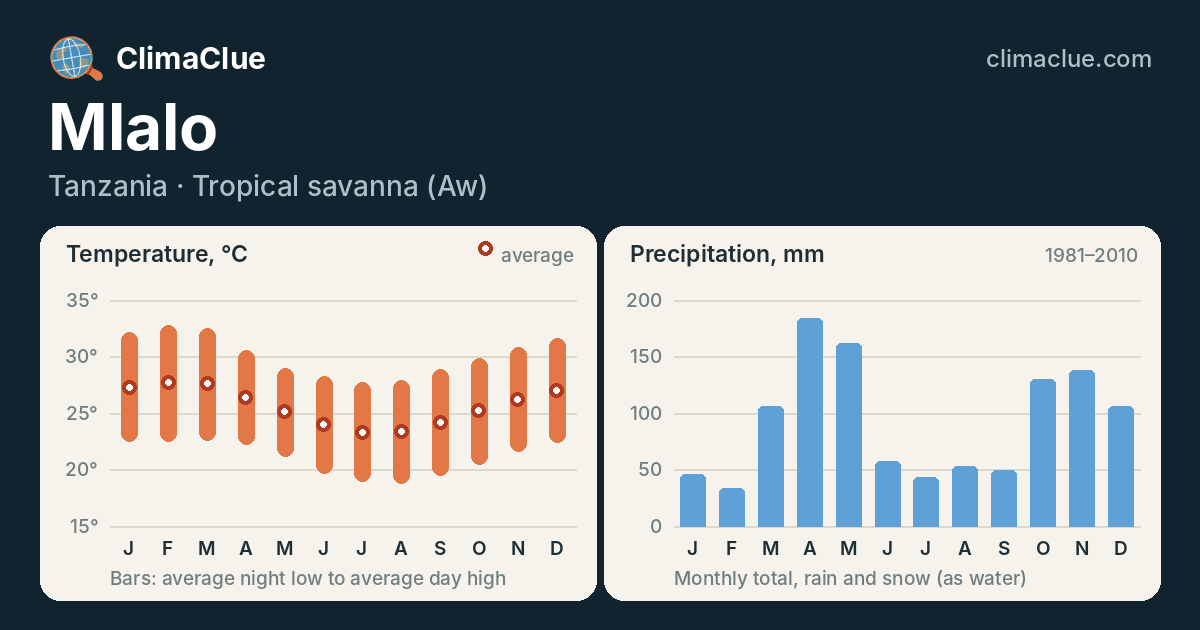 ClimaClue
climaclue.com
Mlalo
Tanzania · Tropical savanna (Aw)
Temperature, °C
average
35°
30°
25°
20°
15°
J F M A M J J A S O N D
Bars: average night low to average day high
Precipitation, mm
1981–2010
200
150
100
50
0
J F M A M J J A S O N D
Monthly total, rain and snow (as water)